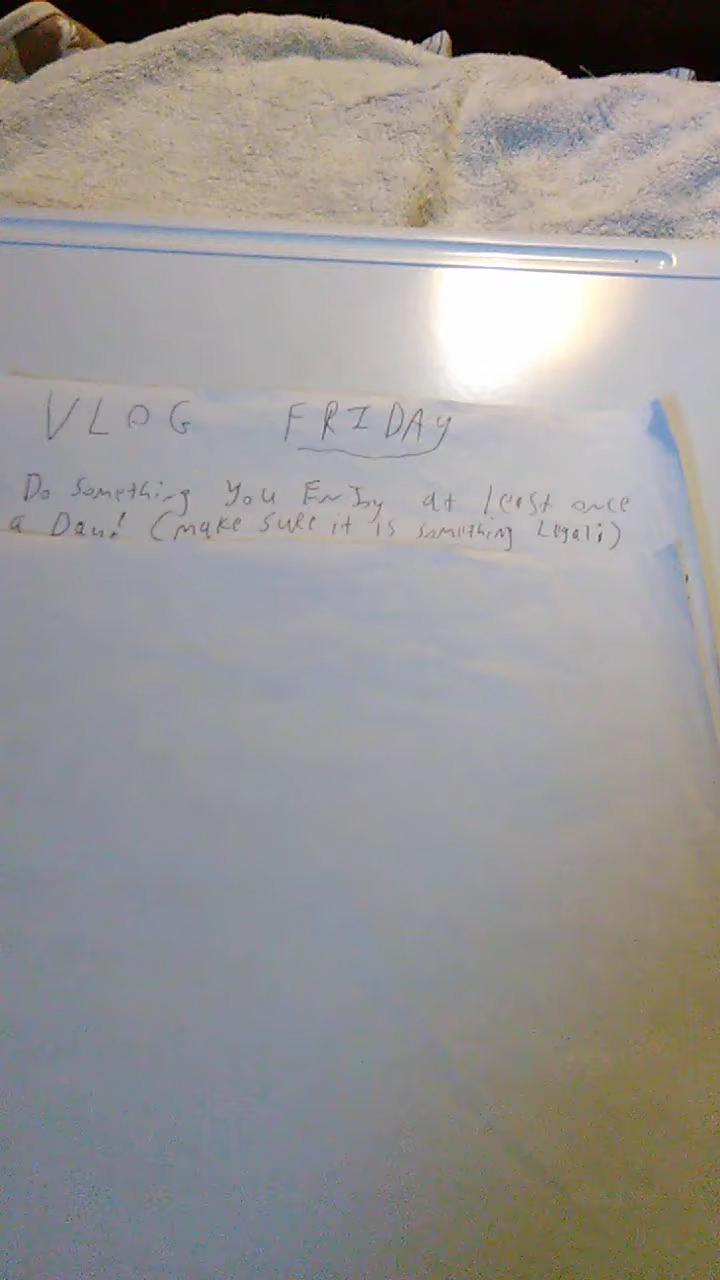 VLOG FRIDAY
Do something You EnJoy at least once
a Day! (make sure it is something Legal;)